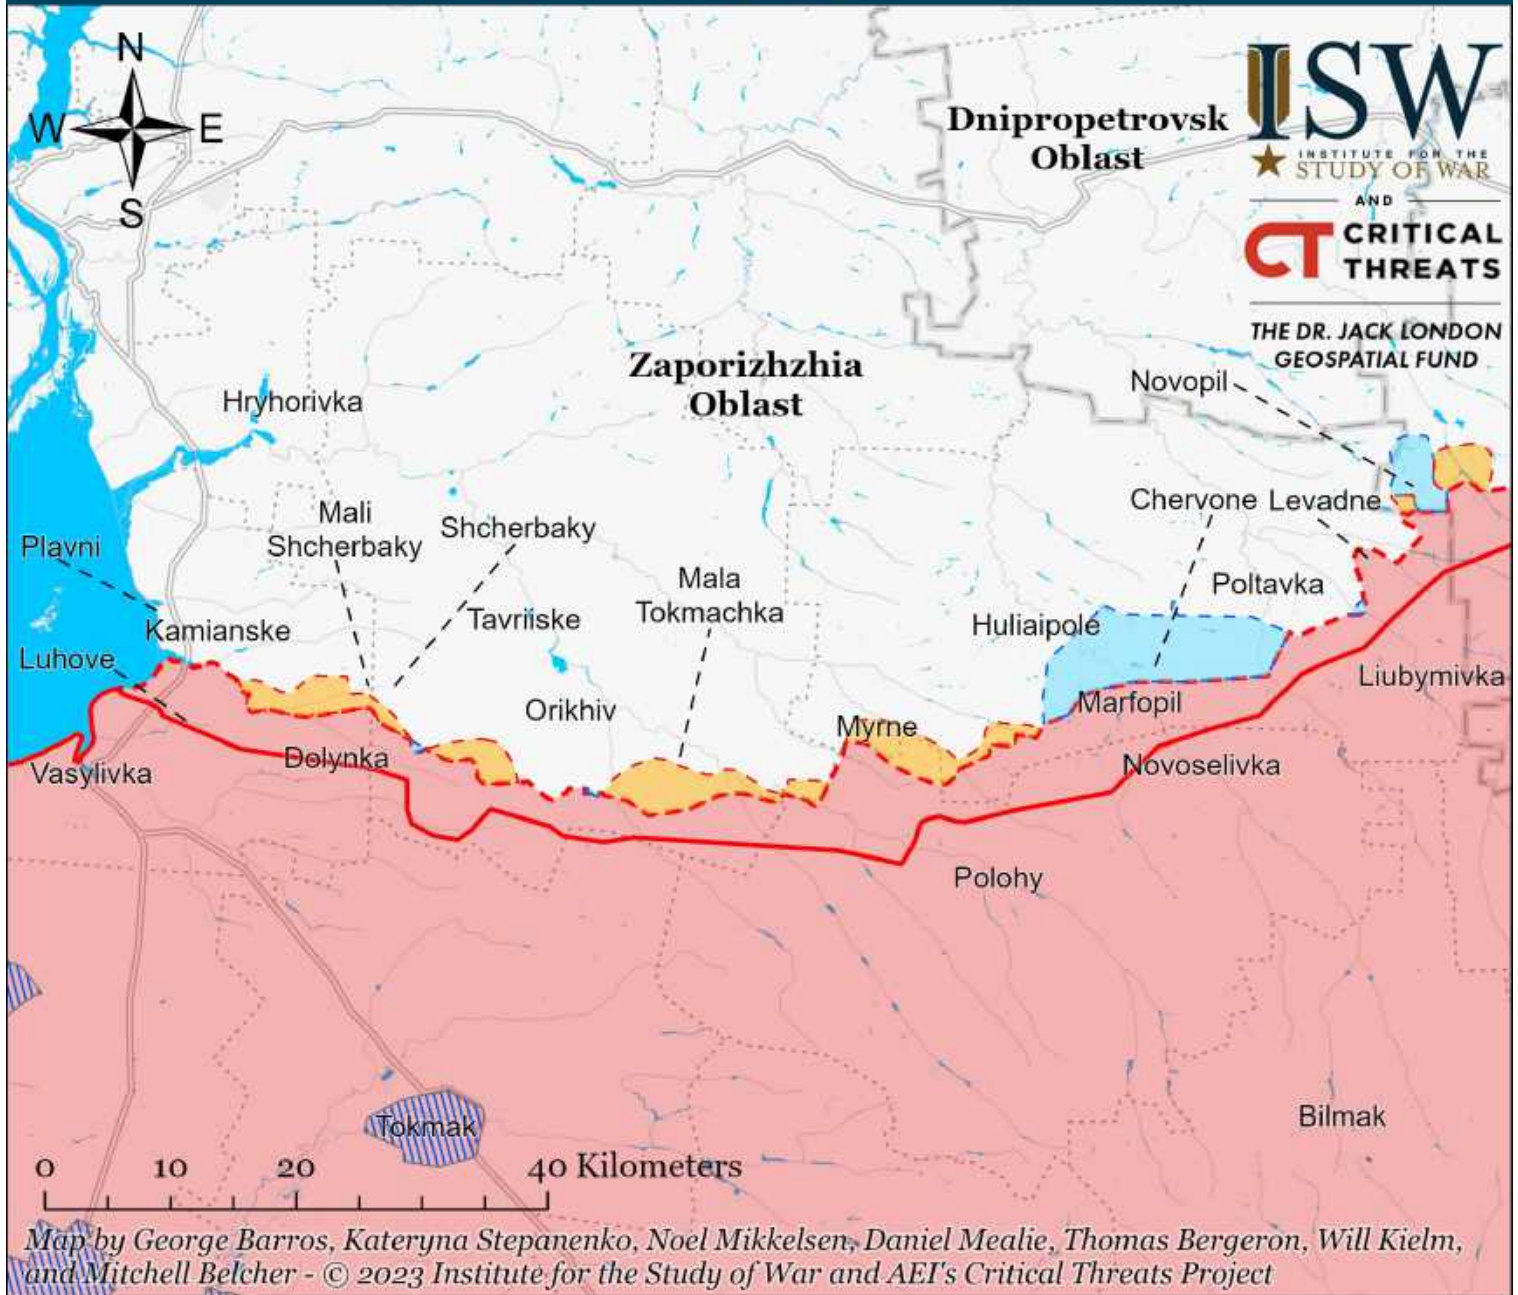 N
W
E
S
ISW
INSTITUTE FOR THE
STUDY OF WAR
AND
CT CRITICAL
THREATS
THE DR. JACK LONDON
GEOSPATIAL FUND
Dnipropetrovsk
Oblast
Zaporizhzhia
Oblast
Novopil
Hryhorivka
Mali
Shcherbaky
Shcherbaky
Chervone
Levadne
Plavni
Mala
Tokmachka
Poltavka
Kamianske
Tavriiske
Huliaipole
Luhove
Liubymivka
Orikhiv
Marfopil
Myrne
Dolynka
Vasylivka
Novoselivka
Polohy
Bilmak
Tokmak
0 10 20 40 Kilometers
Map by George Barros, Kateryna Stepanenko, Noel Mikkelsen, Daniel Mealie, Thomas Bergeron, Will Kielm,
and Mitchell Belcher - © 2023 Institute for the Study of War and AEI's Critical Threats Project